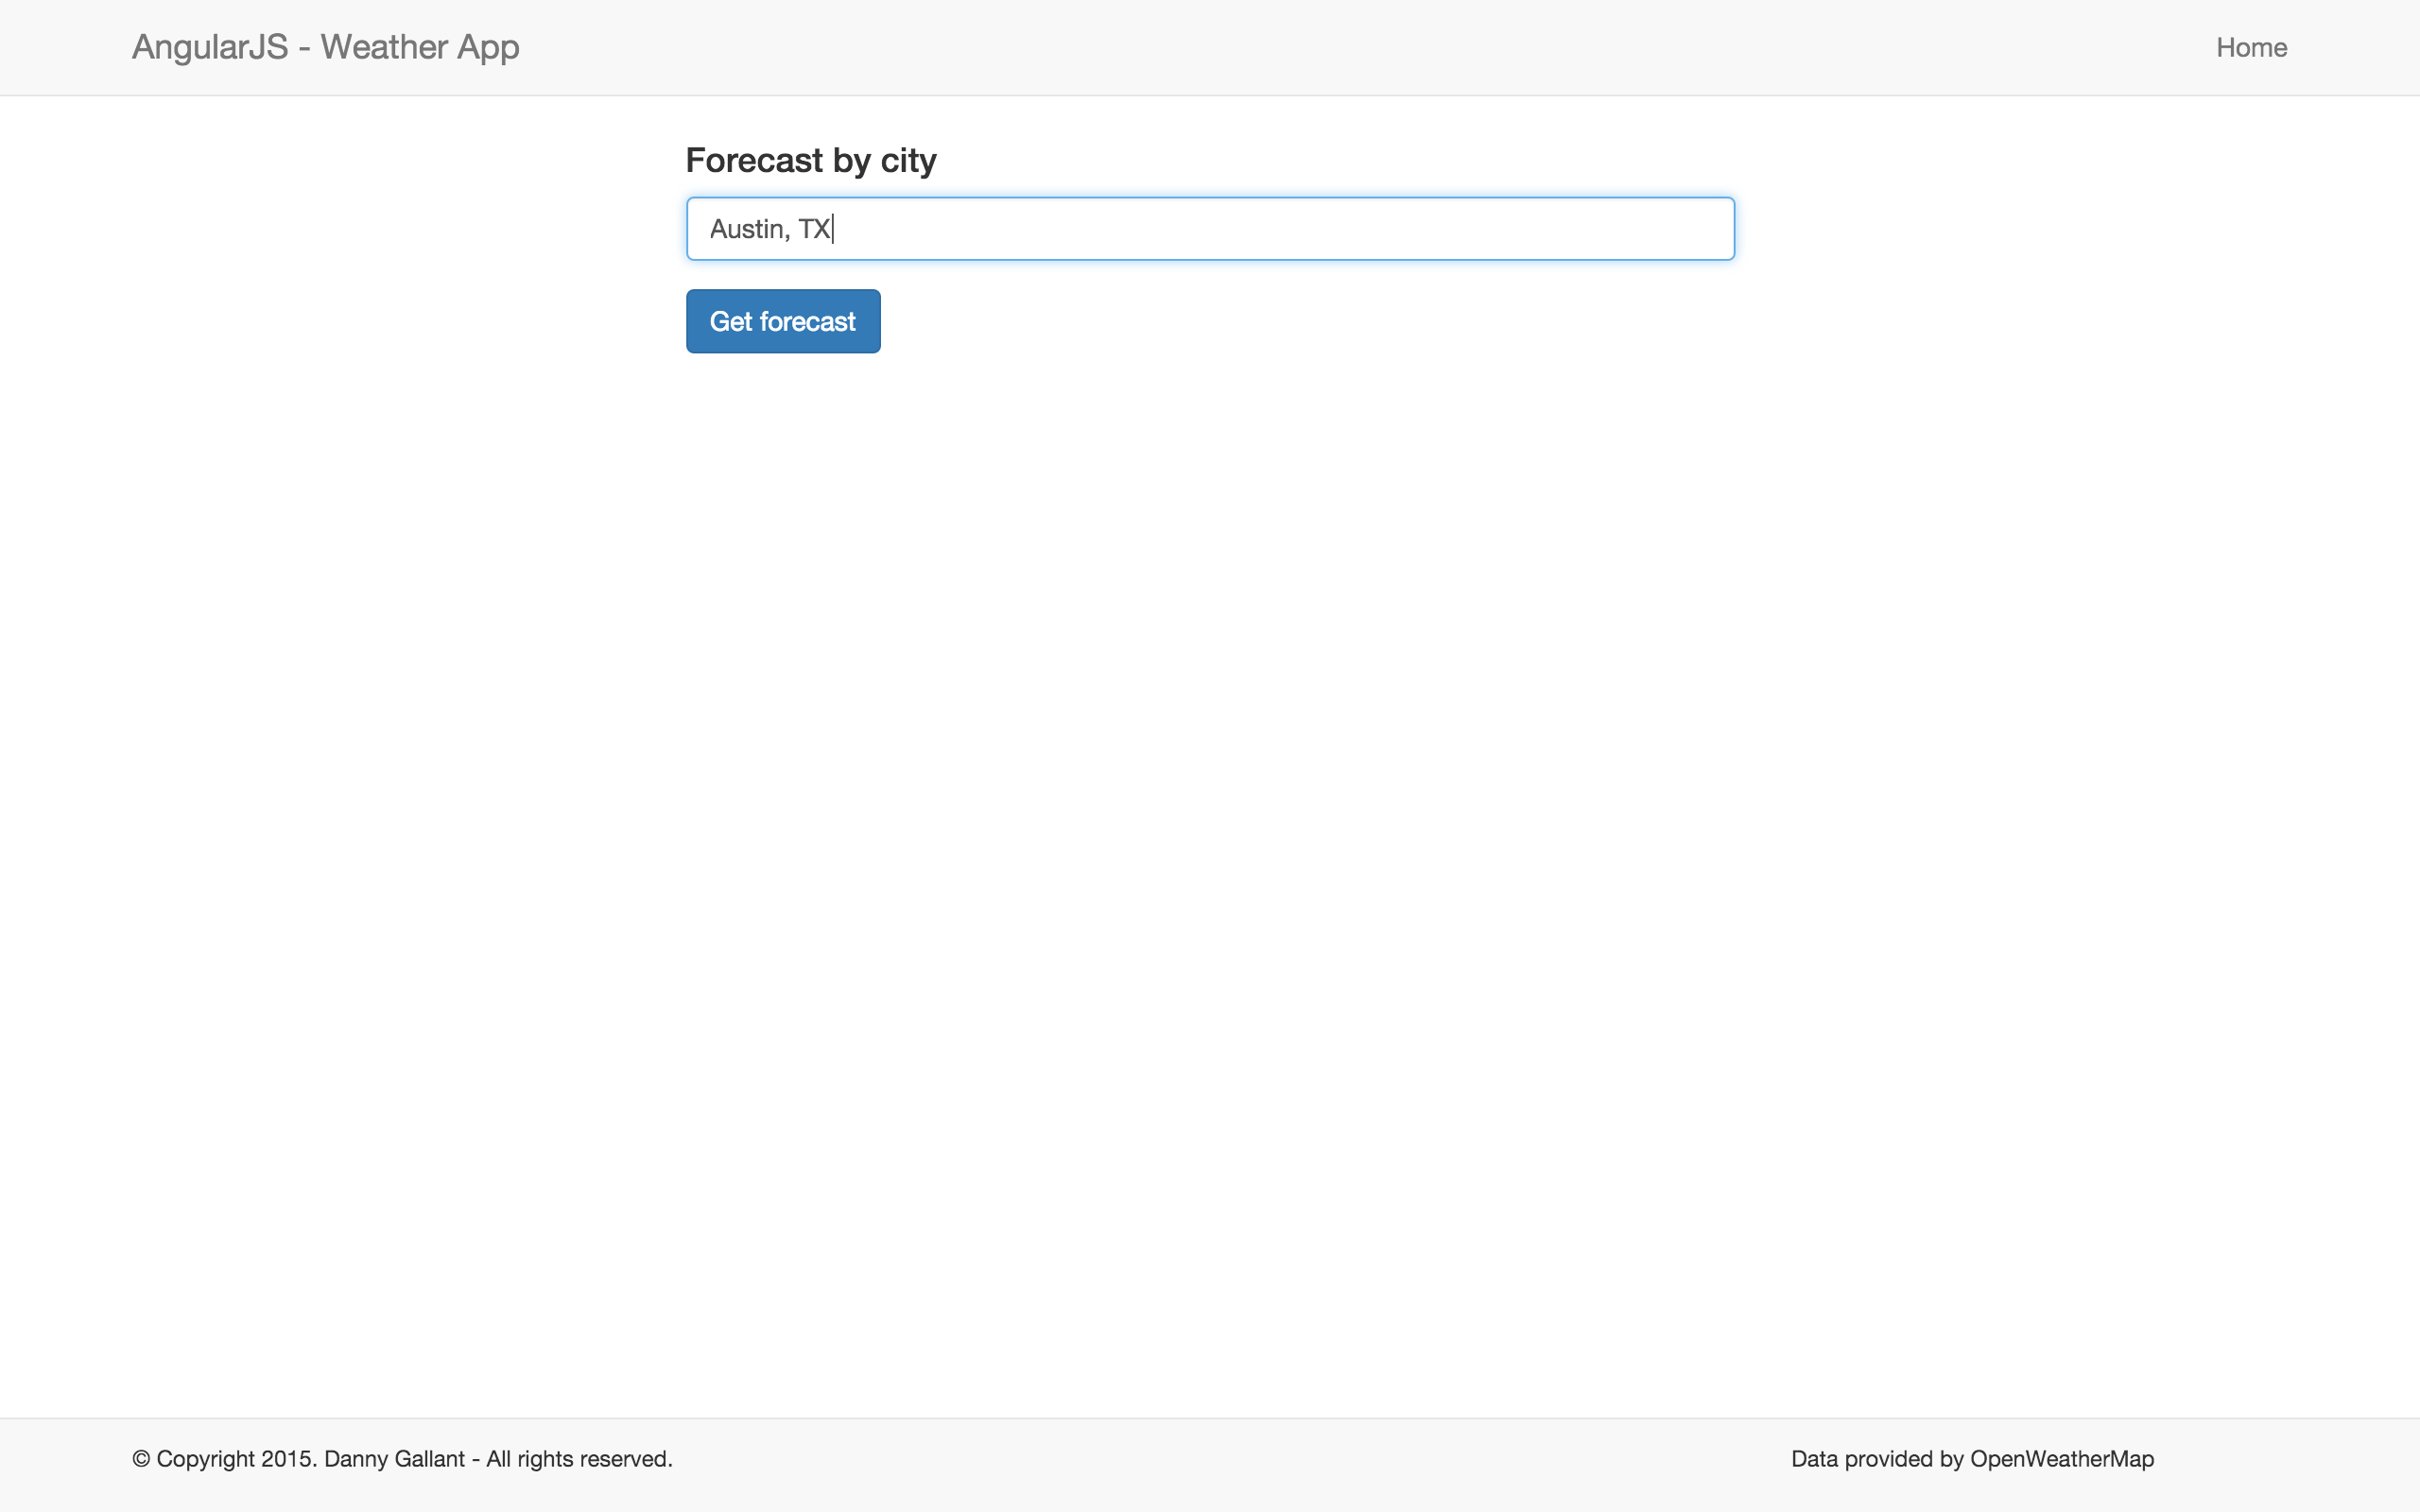 AngularJS - Weather App
Home
Forecast by city
Austin, TX
Get forecast
© Copyright 2015. Danny Gallant - All rights reserved.
Data provided by OpenWeatherMap